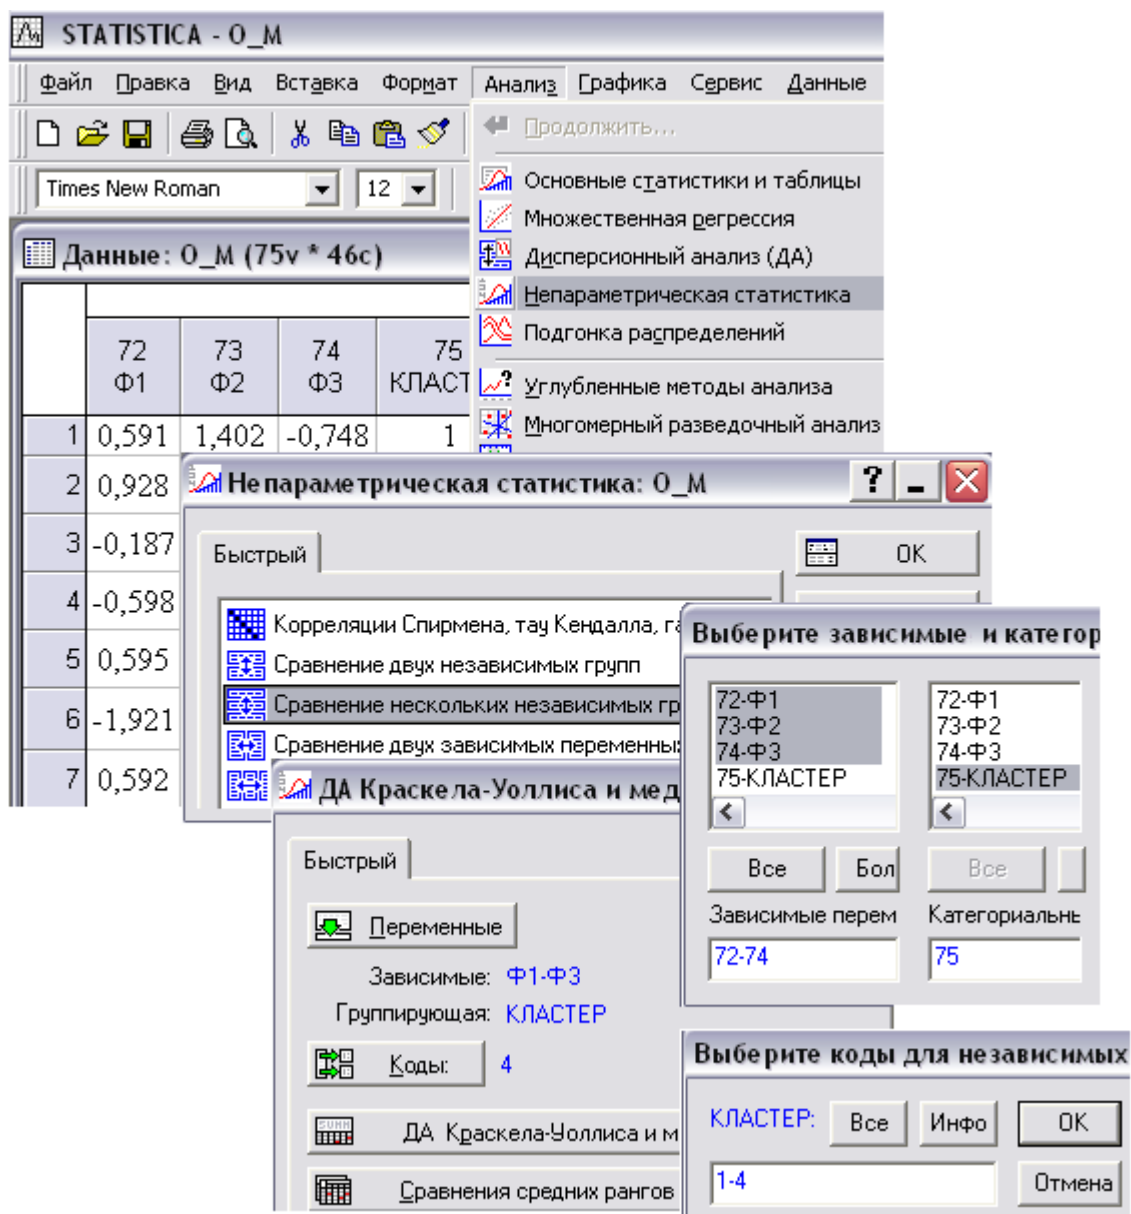 STATISTICA - O_M
Файл Правка Вид Вставка Формат Анализ Графика Сервис Данные
Продолжить...
Times New Roman 12
Основные статистики и таблицы
Множественная регрессия
Данные: O_M (75v * 46c)
Дисперсионный анализ (ДА)
Непараметрическая статистика
Подгонка распределений
72 73 74 75
Ф1 Ф2 Ф3 КЛАСТ
Углубленные методы анализа
Многомерный разведочный анализ
1 0,591 1,402 -0,748 1
2 0,928
3 -0,187
4 -0,598
5 0,595
6 -1,921
7 0,592
Непараметрическая статистика: O_M
Быстрый
OK
Корреляции Спирмена, тау Кендалла, га
Сравнение двух независимых групп
Сравнение нескольких независимых гр
Сравнение двух зависимых переменны
Выберите зависимые и категор
72-Ф1 72-Ф1
73-Ф2 73-Ф2
74-Ф3 74-Ф3
75-КЛАСТЕР 75-КЛАСТЕР
Все Бол Все
Зависимые перем Категориальн
72-74 75
ДА Краскела-Уоллиса и мед
Быстрый
Переменные
Зависимые: Ф1-Ф3
Группирующая: КЛАСТЕР
Коды: 4
ДА Краскела-Уоллиса и м
Сравнения средних рангов
Выберите коды для независимых
КЛАСТЕР: Все Инфо OK
1-4 Отмена